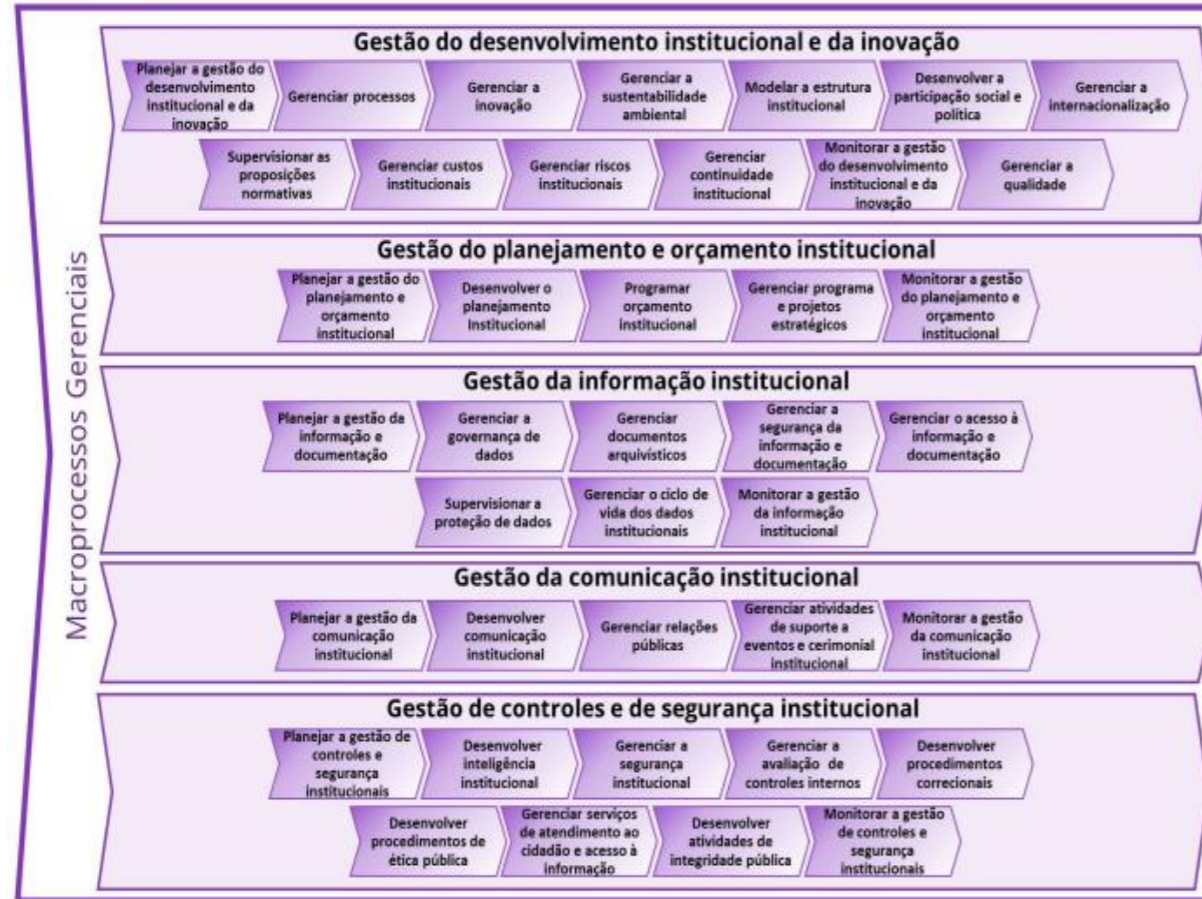 Macroprocessos Gerenciais
Gestão do desenvolvimento institucional e da inovação
Planejar a gestão do
desenvolvimento
institucional e da
inovação
Gerenciar processos
Gerenciar a
inovação
Gerenciar a
sustentabilidade
ambiental
Modelar a estrutura
institucional
Desenvolver a
participação social e
política
Gerenciar a
internacionalização
Supervisionar as
proposições
normativas
Gerenciar custos
institucionais
Gerenciar riscos
institucionais
Gerenciar
continuidade
institucional
Monitorar a gestão
do desenvolvimento
institucional e da
inovação
Gerenciar a
qualidade
Gestão do planejamento e orçamento institucional
Planejar a gestão do
planejamento e
orçamento
institucional
Desenvolver o
planejamento
Institucional
Programar
orçamento
institucional
Gerenciar programa
e projetos
estratégicos
Monitorar a gestão
do planejamento e
orçamento
institucional
Gestão da informação institucional
Planejar a gestão da
informação e
documentação
Gerenciar a
governança de
dados
Gerenciar
documentos
arquivísticos
Gerenciar a
segurança da
informação e
documentação
Gerenciar o acesso à
informação e
documentação
Supervisionar a
proteção de dados
Gerenciar o ciclo de
vida dos dados
institucionais
Monitorar a gestão
da informação
institucional
Gestão da comunicação institucional
Planejar a gestão da
comunicação
institucional
Desenvolver
comunicação
institucional
Gerenciar relações
públicas
Gerenciar atividades
de suporte a
eventos e cerimonial
institucional
Monitorar a gestão
da comunicação
institucional
Gestão de controles e de segurança institucional
Planejar a gestão de
controles e
segurança
institucionais
Desenvolver
inteligência
institucional
Gerenciar a
segurança
institucional
Gerenciar a
avaliação de
controles internos
Desenvolver
procedimentos
correcionais
Desenvolver
procedimentos de
ética pública
Gerenciar serviços
de atendimento ao
cidadão e acesso à
informação
Desenvolver
atividades de
integridade pública
Monitorar a gestão
de controles e
segurança
institucionais